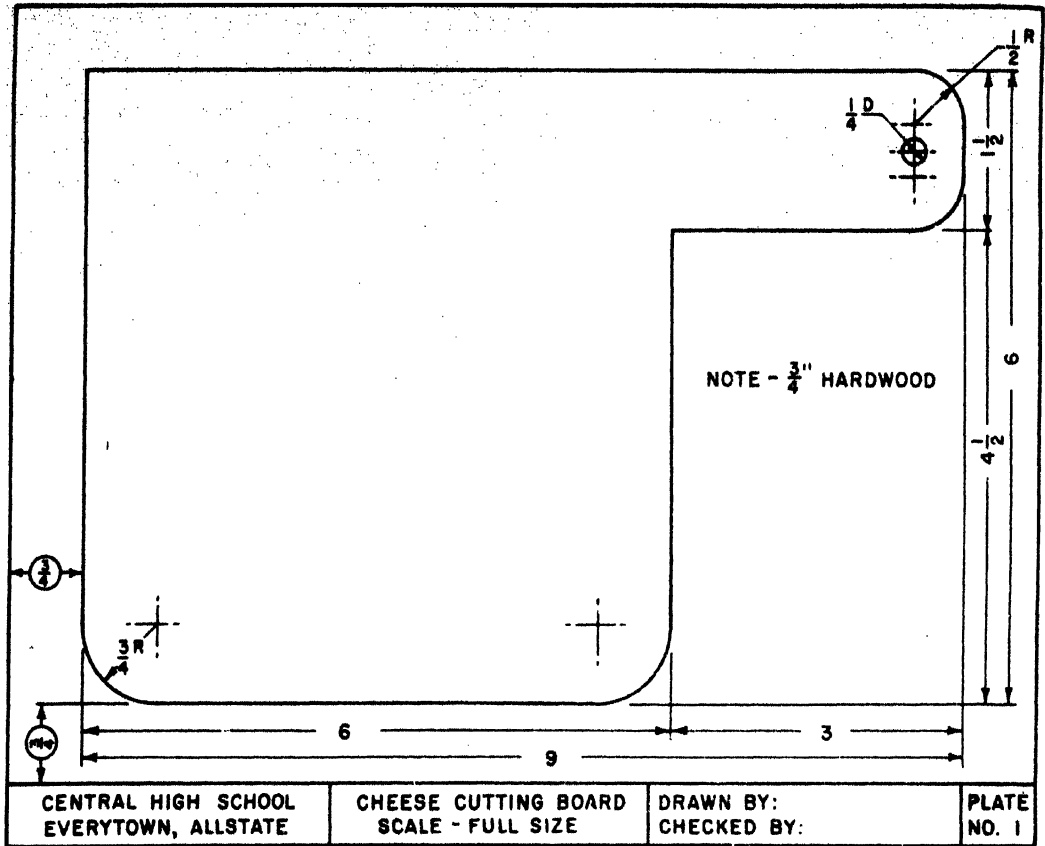 1/2 R
1/4 D
1 1/2
6
NOTE - 3/4" HARDWOOD
4 1/2
3/4
3/4 R
3/4
6
3
9
CENTRAL HIGH SCHOOL
EVERYTOWN, ALLSTATE
CHEESE CUTTING BOARD
SCALE - FULL SIZE
DRAWN BY:
CHECKED BY:
PLATE
NO. 1